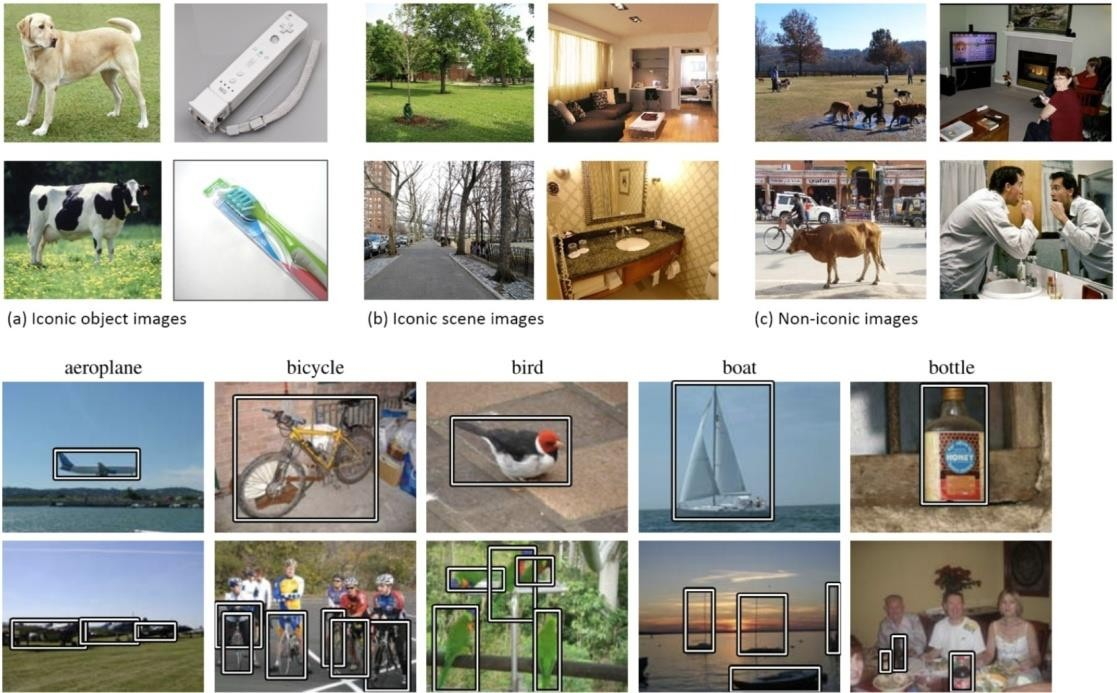 (a) Iconic object images
(b) Iconic scene images
(c) Non-iconic images
aeroplane
bicycle
bird
boat
bottle
HONEY